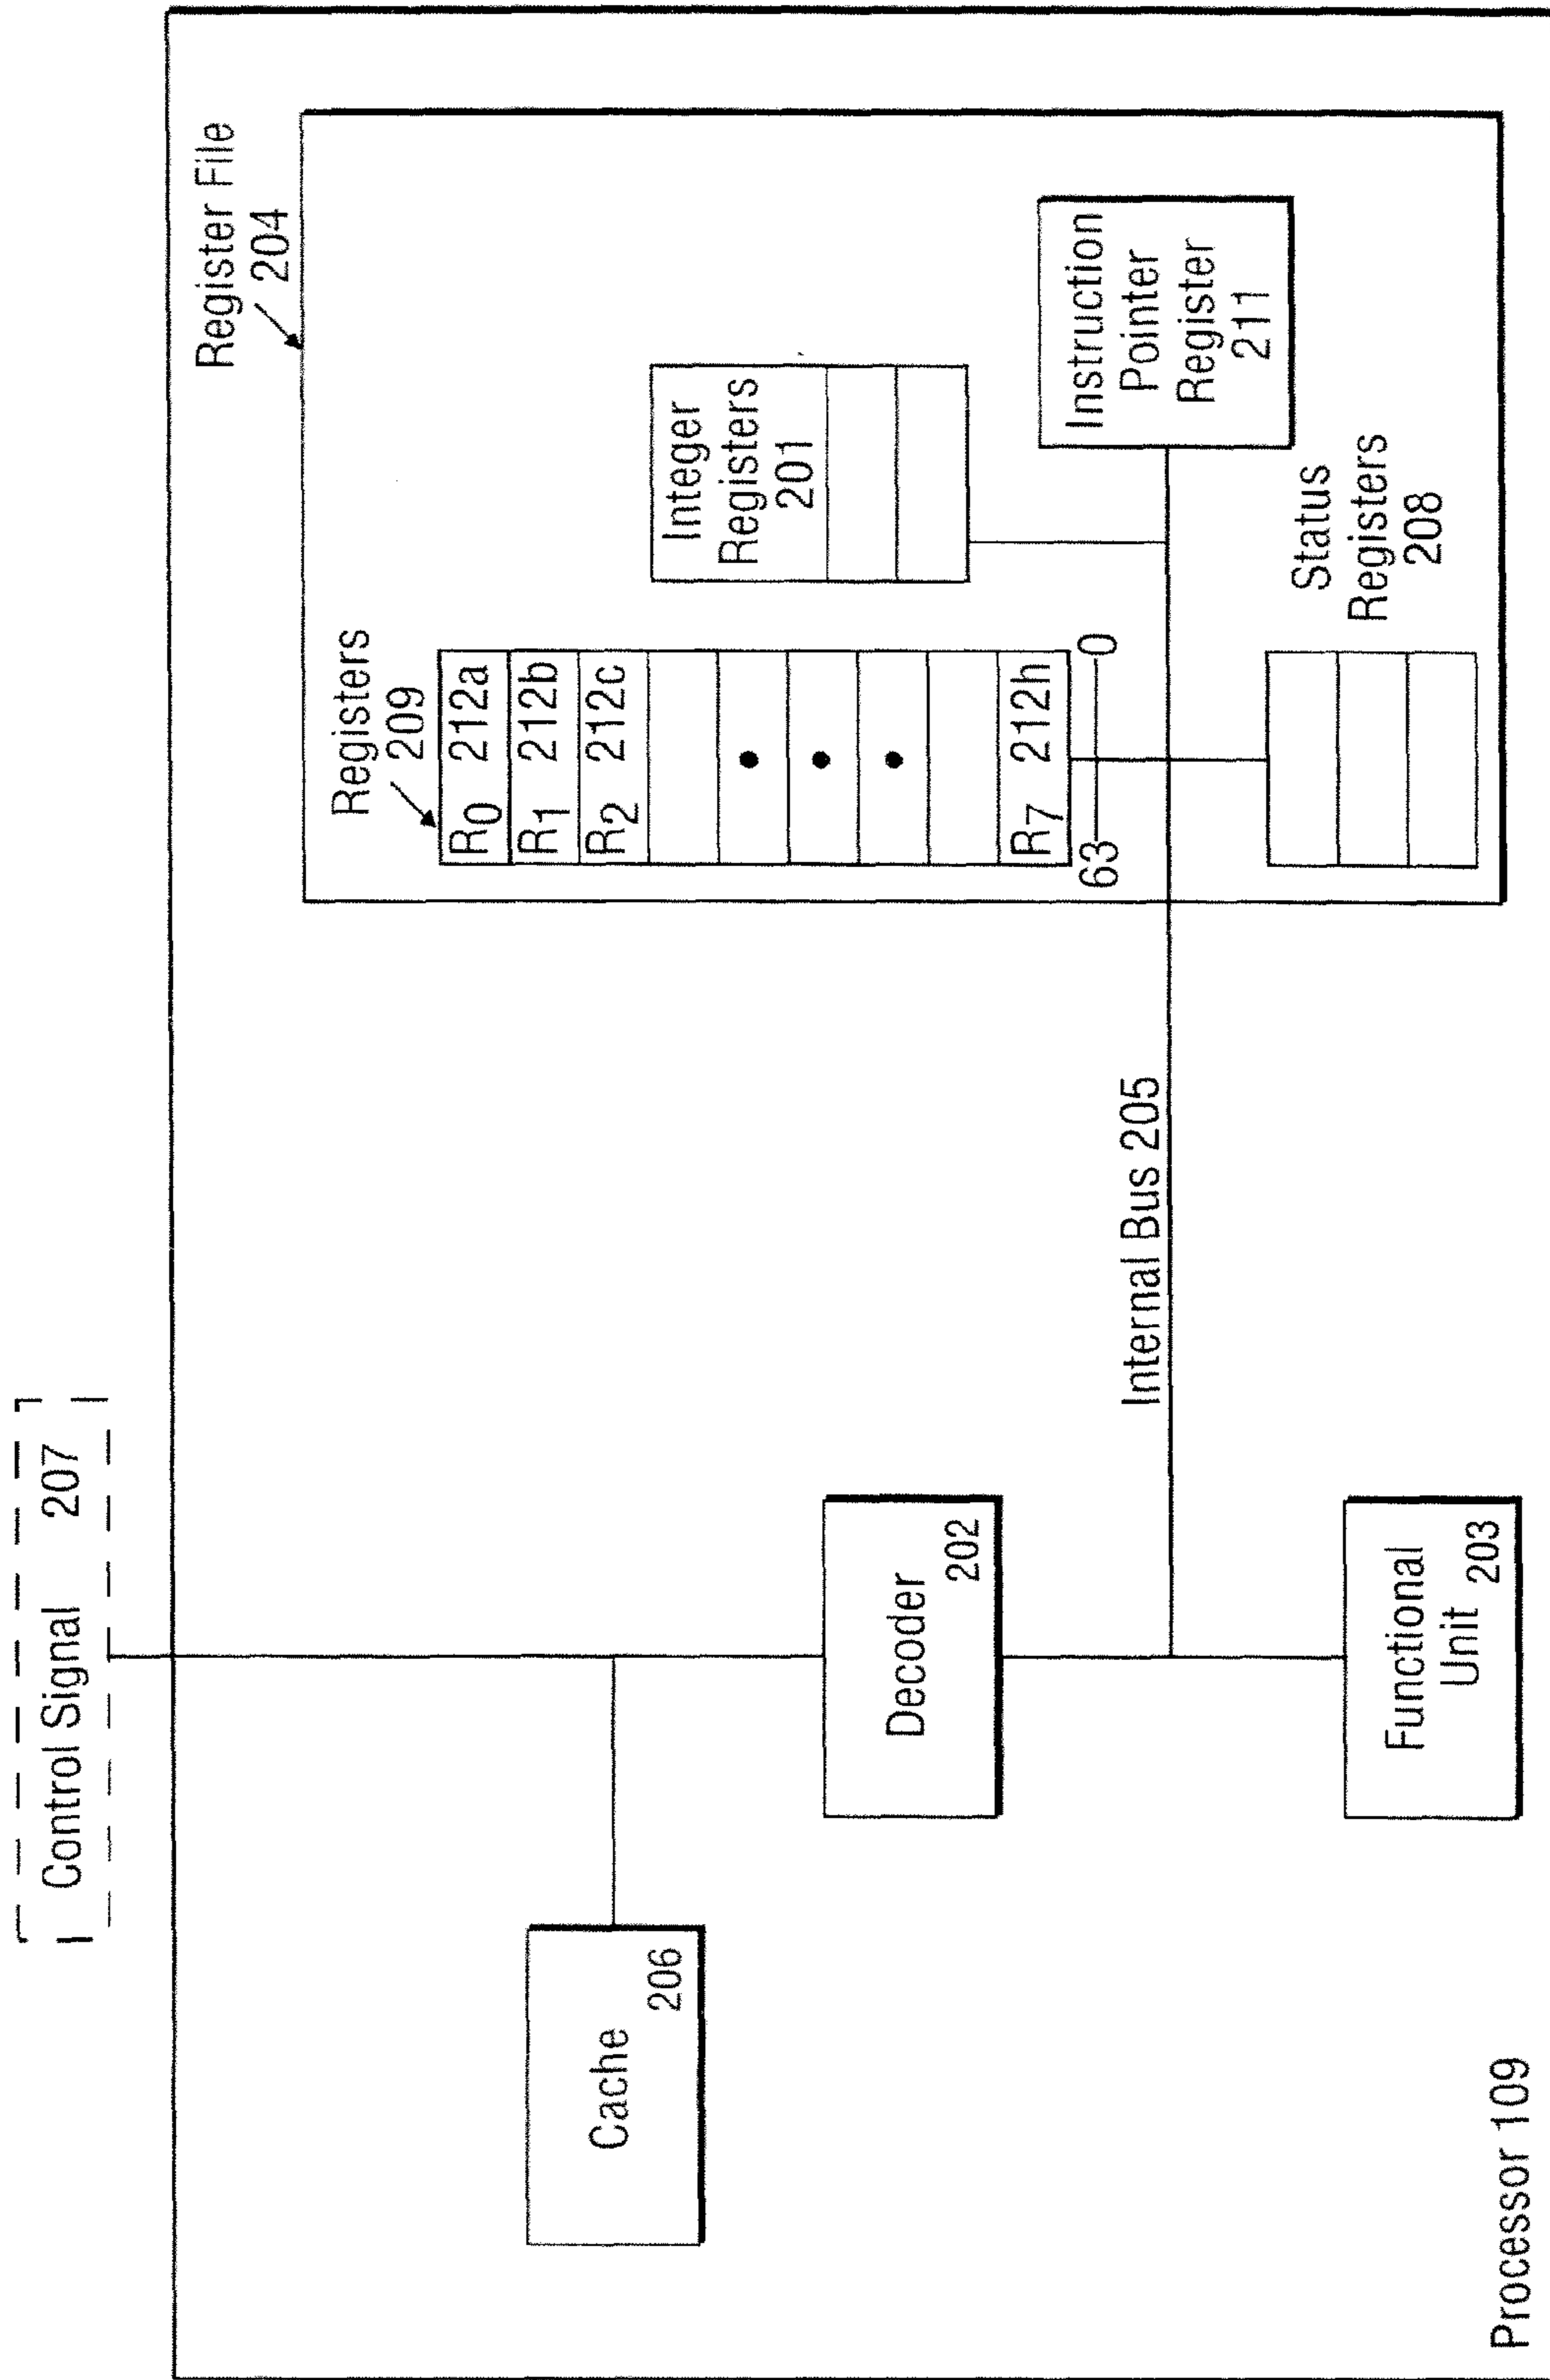 Control Signal 207
Register File
204
Registers
209
R0 212a
R1 212b
R2 212c
R7 212h
63 0
Integer
Registers
201
Instruction
Pointer
Register
211
Status
Registers
208
Cache
206
Decoder
202
Internal Bus 205
Functional
Unit 203
Processor 109